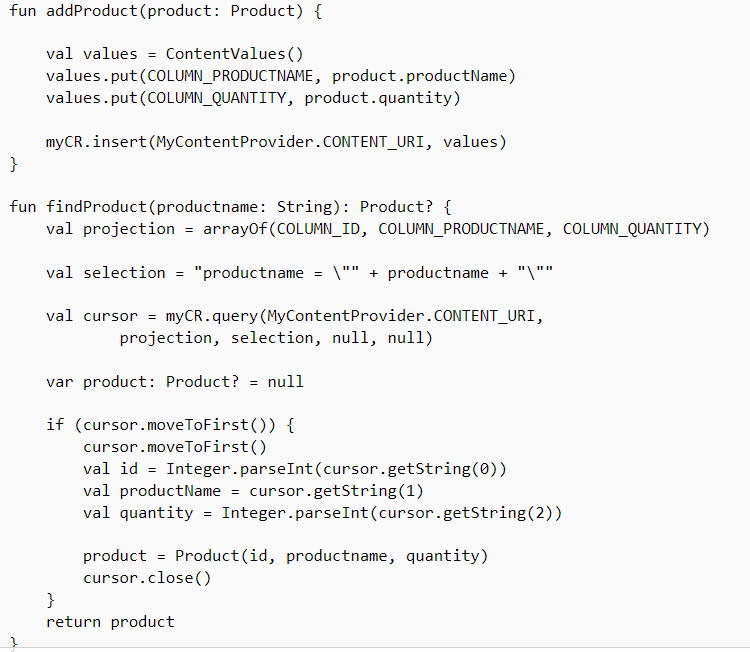 fun addProduct(product: Product) {

    val values = ContentValues()
    values.put(COLUMN_PRODUCTNAME, product.productName)
    values.put(COLUMN_QUANTITY, product.quantity)

    myCR.insert(MyContentProvider.CONTENT_URI, values)
}

fun findProduct(productname: String): Product? {
    val projection = arrayOf(COLUMN_ID, COLUMN_PRODUCTNAME, COLUMN_QUANTITY)

    val selection = "productname = \"" + productname + "\""

    val cursor = myCR.query(MyContentProvider.CONTENT_URI,
            projection, selection, null, null)

    var product: Product? = null

    if (cursor.moveToFirst()) {
        cursor.moveToFirst()
        val id = Integer.parseInt(cursor.getString(0))
        val productName = cursor.getString(1)
        val quantity = Integer.parseInt(cursor.getString(2))

        product = Product(id, productname, quantity)
        cursor.close()
    }
    return product
}